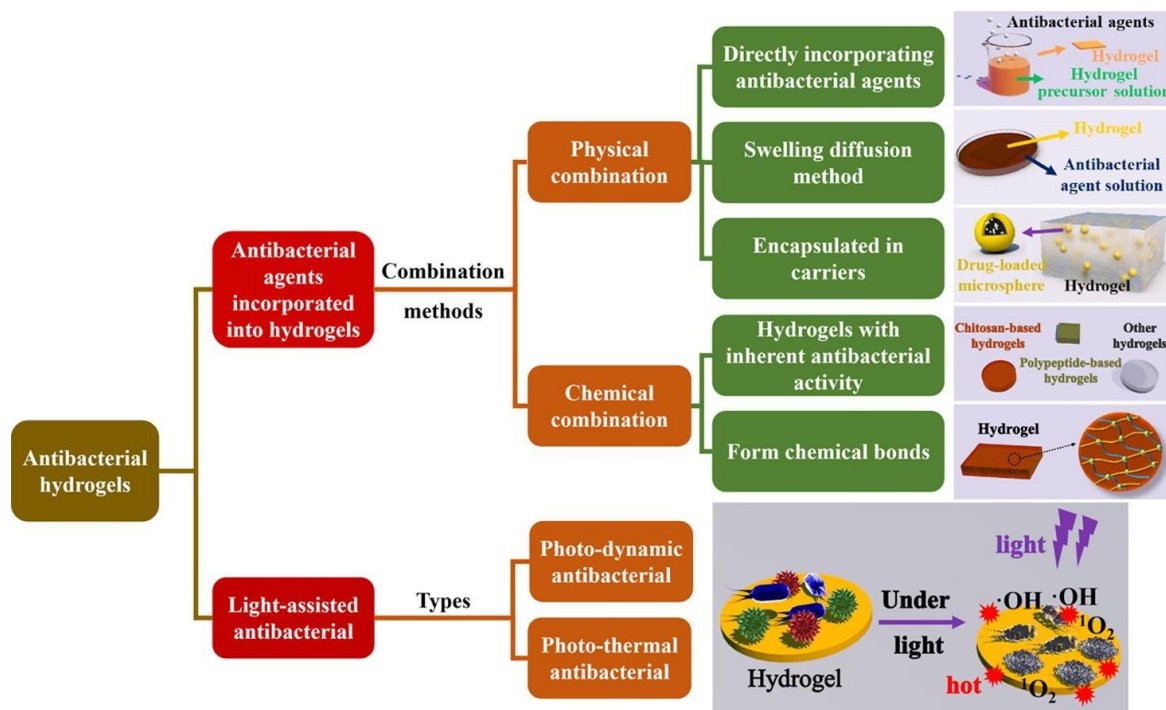 Antibacterial
hydrogels
Antibacterial
agents
incorporated
into hydrogels
Combination
methods
Physical
combination
Directly incorporating
antibacterial agents
Antibacterial agents
Hydrogel
Hydrogel
precursor solution
Swelling diffusion
method
Hydrogel
Antibacterial
agent solution
Encapsulated in
carriers
Drug-loaded
microsphere
Hydrogel
Chemical
combination
Hydrogels with
inherent antibacterial
activity
Chitosan-based
hydrogels
Other
hydrogels
Polypeptide-based
hydrogels
Form chemical bonds
Hydrogel
Light-assisted
antibacterial
Types
Photo-dynamic
antibacterial
Photo-thermal
antibacterial
Hydrogel
Under
light
light
·OH ·OH
¹O₂
hot
¹O₂